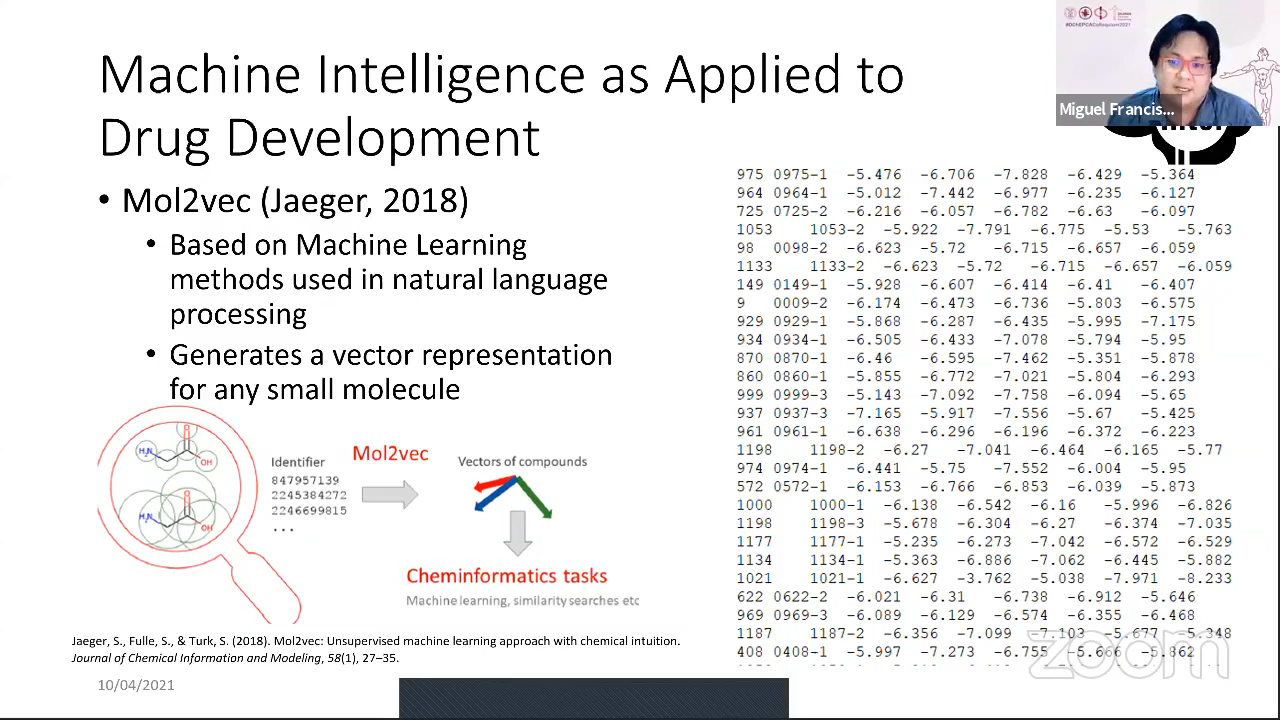 Machine Intelligence as Applied to
Drug Development
• Mol2vec (Jaeger, 2018)
• Based on Machine Learning
methods used in natural language
processing
• Generates a vector representation
for any small molecule
H₂N
O
OH
H₂N
O
OH
Identifier
847957139
2245384272
2246699815
...
Mol2vec
Vectors of compounds
Cheminformatics tasks
Machine learning, similarity searches etc
Jaeger, S., Fulle, S., & Turk, S. (2018). Mol2vec: Unsupervised machine learning approach with chemical intuition.
Journal of Chemical Information and Modeling, 58(1), 27–35.
10/04/2021
#DChEPCAColloquium2021
Miguel Francis...
975 0975-1 -5.476 -6.706 -7.828 -6.429 -5.364
964 0964-1 -5.012 -7.442 -6.977 -6.235 -6.127
725 0725-2 -6.216 -6.057 -6.782 -6.63 -6.097
1053 1053-2 -5.922 -7.791 -6.775 -5.53 -5.763
98 0098-2 -6.623 -5.72 -6.715 -6.657 -6.059
1133 1133-2 -6.623 -5.72 -6.715 -6.657 -6.059
149 0149-1 -5.928 -6.607 -6.414 -6.41 -6.407
9 0009-2 -6.174 -6.473 -6.736 -5.803 -6.575
929 0929-1 -5.868 -6.287 -6.435 -5.995 -7.175
934 0934-1 -6.505 -6.433 -7.078 -5.794 -5.95
870 0870-1 -6.46 -6.595 -7.462 -5.351 -5.878
860 0860-1 -5.855 -6.772 -7.021 -5.804 -6.293
999 0999-3 -5.143 -7.092 -7.758 -6.094 -5.65
937 0937-3 -7.165 -5.917 -7.556 -5.67 -5.425
961 0961-1 -6.638 -6.296 -6.196 -6.372 -6.223
1198 1198-2 -6.27 -7.041 -6.464 -6.165 -5.77
974 0974-1 -6.441 -5.75 -7.552 -6.004 -5.95
572 0572-1 -6.153 -6.766 -6.853 -6.039 -5.87
1000 1000-1 -6.138 -6.542 -6.16 -5.996 -6.826
1198 1198-3 -5.678 -6.304 -6.27 -6.374 -7.035
1177 1177-1 -5.235 -6.273 -7.042 -6.572 -6.529
1134 1134-1 -5.363 -6.886 -7.062 -6.445 -5.882
1021 1021-1 -6.627 -3.762 -5.038 -7.971 -8.233
622 0622-2 -6.021 -6.31 -6.738 -6.912 -5.646
969 0969-3 -6.089 -6.129 -6.574 -6.355 -6.468
1187 1187-2 -6.356 -7.099 -7.103 -5.677 -5.348
408 0408-1 -5.997 -7.273 -6.755 -5.666 -5.862
zoom